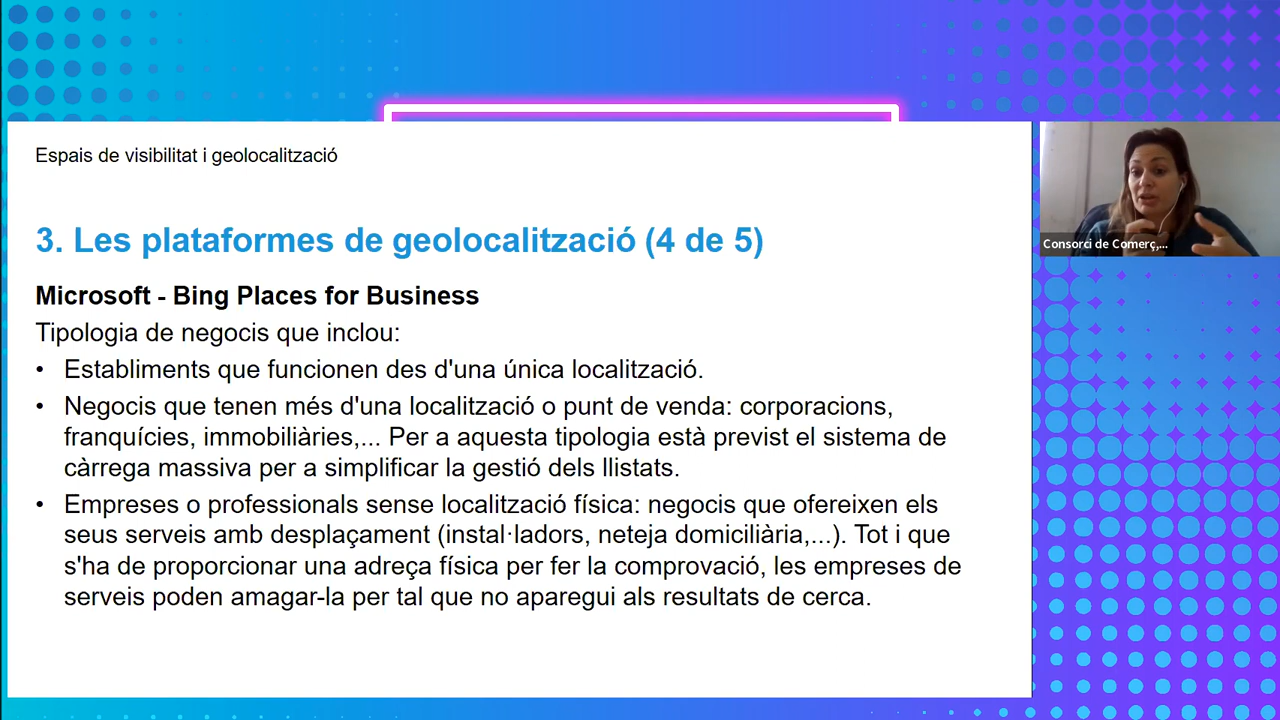 Espais de visibilitat i geolocalització
3. Les plataformes de geolocalització (4 de 5)
Microsoft - Bing Places for Business
Tipologia de negocis que inclou:
• Establiments que funcionen des d'una única localització.
• Negocis que tenen més d'una localització o punt de venda: corporacions,
franquícies, immobiliàries,... Per a aquesta tipologia està previst el sistema de
càrrega massiva per a simplificar la gestió dels llistats.
• Empreses o professionals sense localització física: negocis que ofereixen els
seus serveis amb desplaçament (instal·ladors, neteja domiciliària,...). Tot i que
s'ha de proporcionar una adreça física per fer la comprovació, les empreses de
serveis poden amagar-la per tal que no aparegui als resultats de cerca.
Consorci de Comerç,...